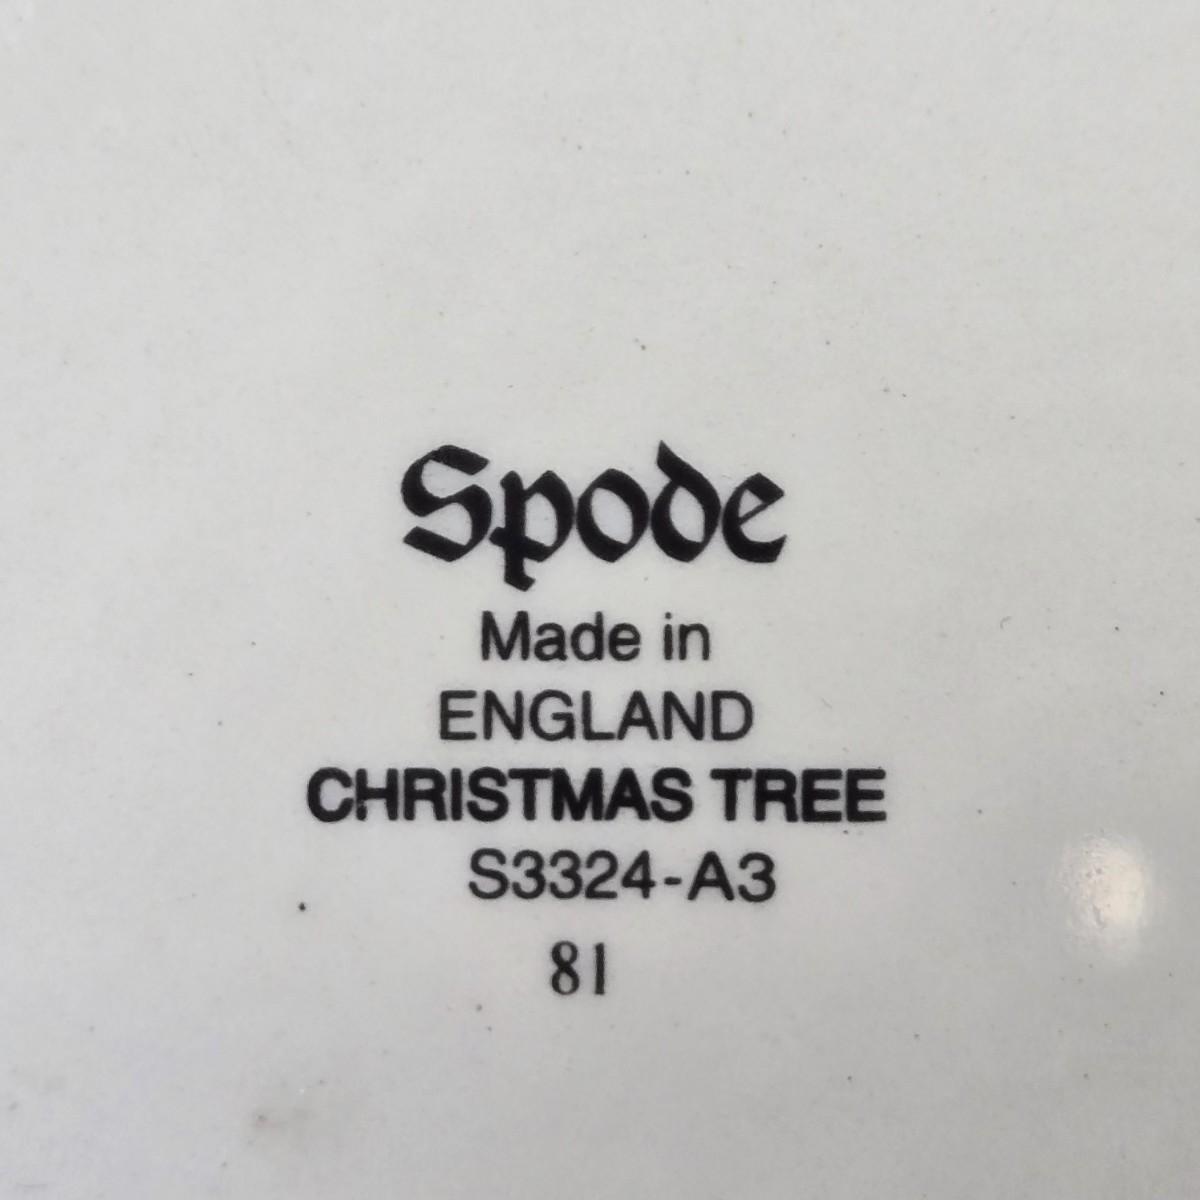 Spode
Made in
ENGLAND
CHRISTMAS TREE
S3324-A3
81